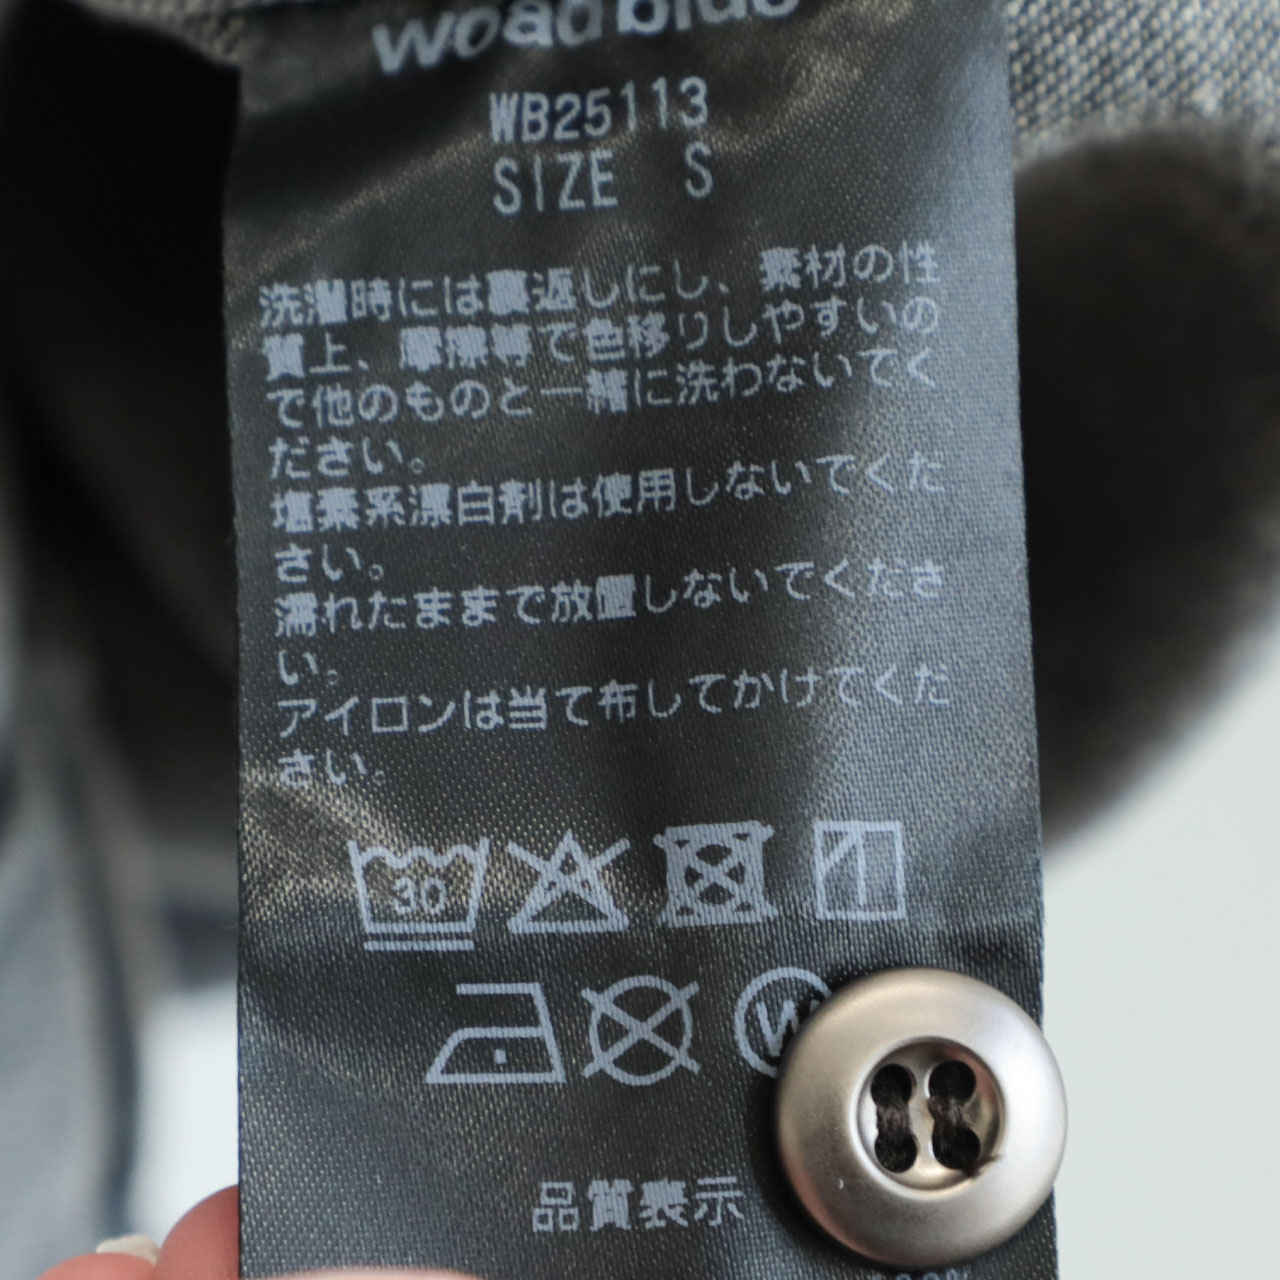 woad blue
WB25113
SIZE S
洗濯時には裏返しにし、素材の性
質上、摩擦等で色移りしやすいの
で他のものと一緒に洗わないでく
ださい。
塩素系漂白剤は使用しないでくだ
さい。
濡れたままで放置しないでくださ
い。
アイロンは当て布してかけてくだ
さい。
30
W
品質表示